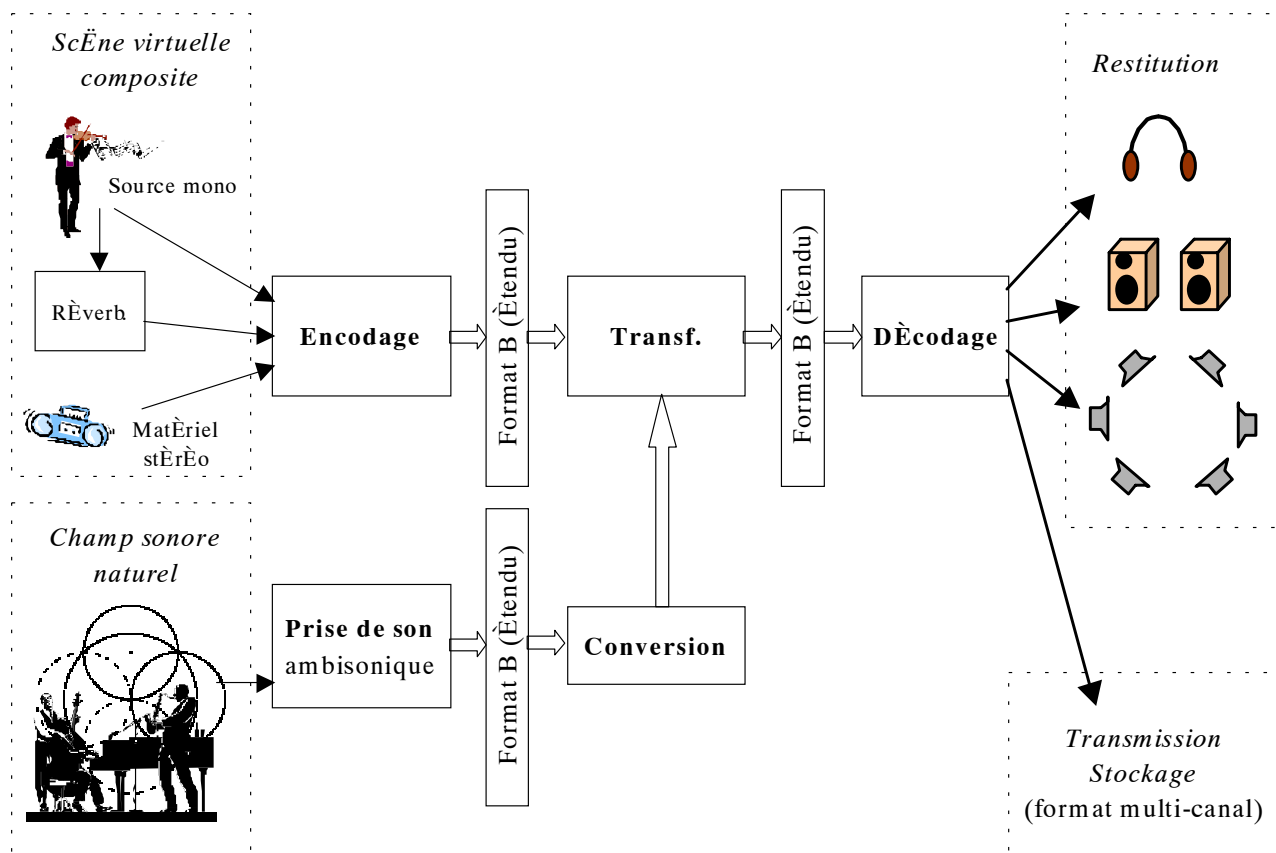 ScËne virtuelle
composite
Source mono
RÈverb
MatÈriel
stÈrÈo
Encodage
Format B (Ètendu)
Transf.
Format B (Ètendu)
DÈcodage
Restitution
Champ sonore
naturel
Prise de son
ambisonique
Format B (Ètendu)
Conversion
Transmission
Stockage
(format multi-canal)